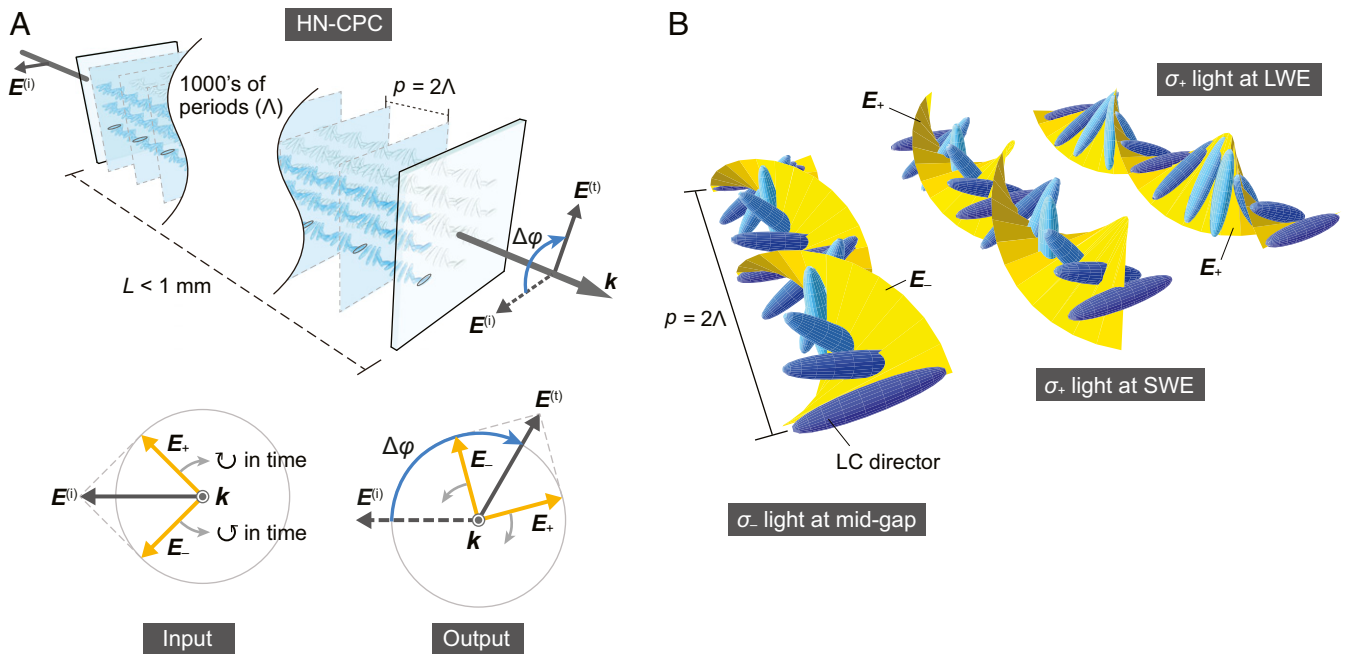 A
HN-CPC
E⁽ⁱ⁾
1000's of
periods (Λ)
p = 2Λ
L < 1 mm
E⁽ᵗ⁾
Δφ
k
E⁽ⁱ⁾
E₊
↻ in time
E⁽ⁱ⁾
k
↺ in time
E₋
Input
E⁽ᵗ⁾
Δφ
E₋
E⁽ⁱ⁾
E₊
k
Output
B
σ₊ light at LWE
E₊
E₊
E₋
p = 2Λ
σ₊ light at SWE
LC director
σ₋ light at mid-gap